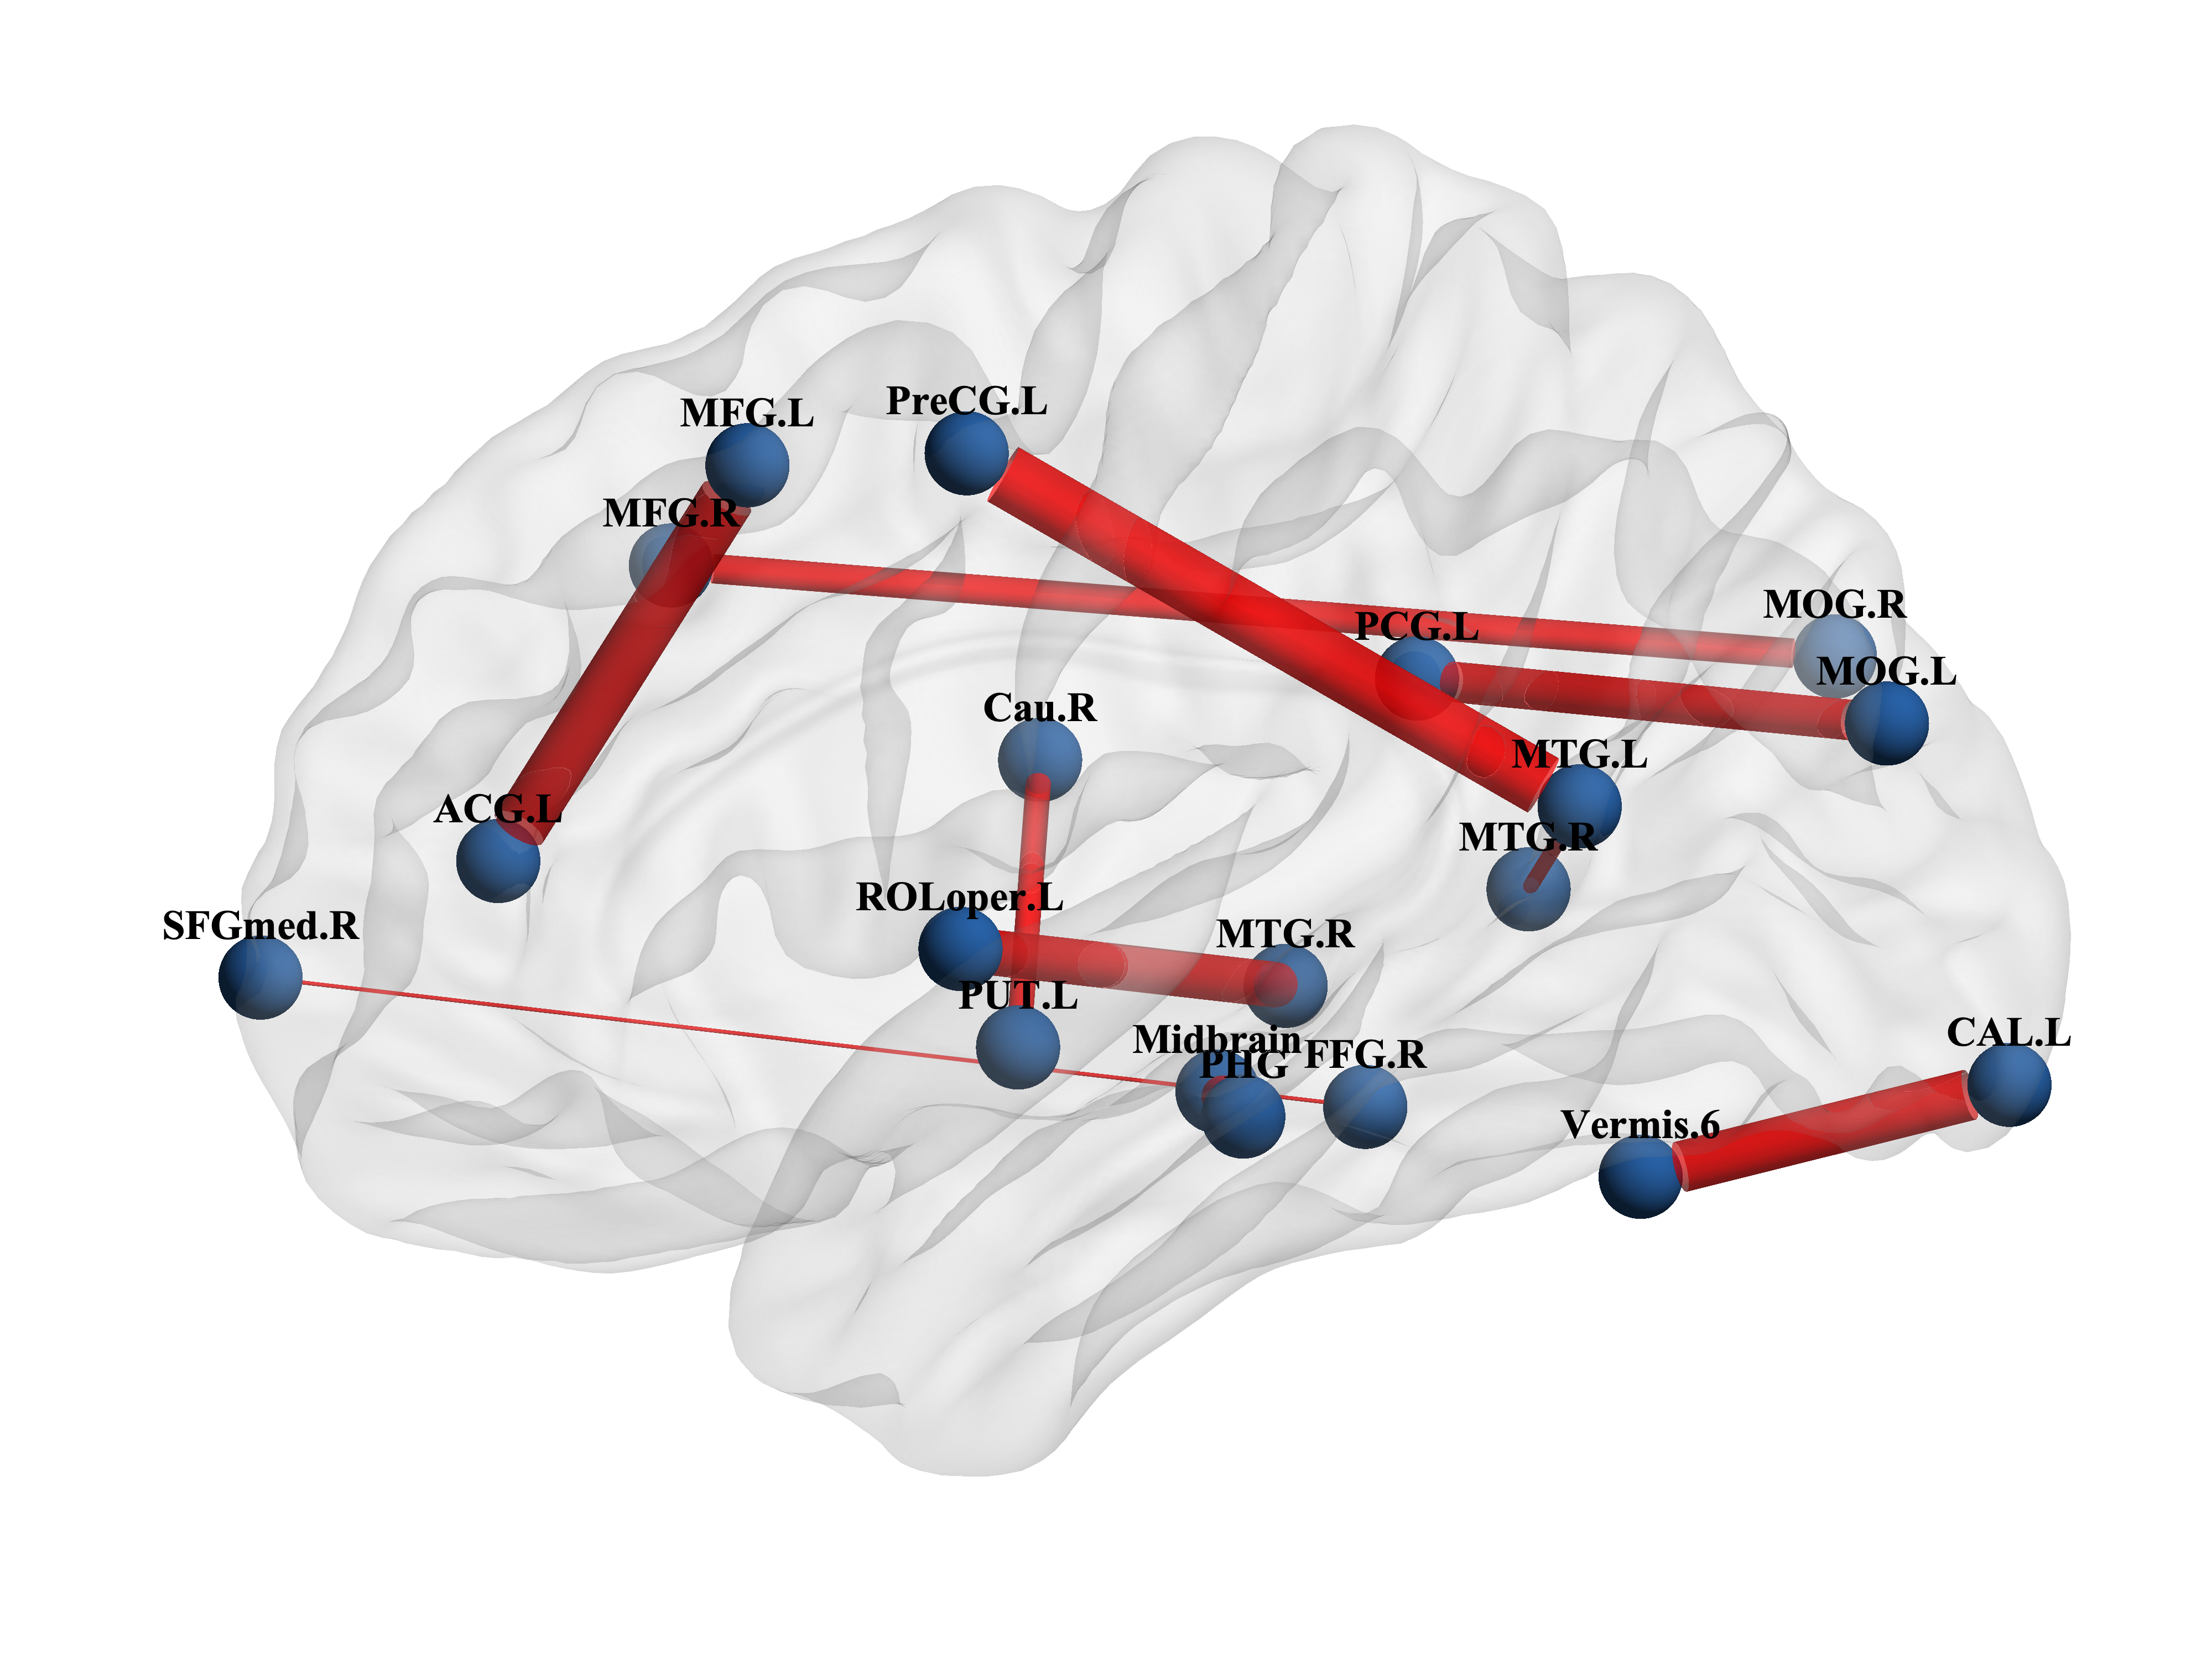 PreCG.L
MFG.L
MFG.R
MOG.R
PCG.L
MOG.L
Cau.R
MTG.L
ACG.L
MTG.R
ROLoper.L
SFGmed.R
MTG.R
PUT.L
Midbrain
FFG.R
PHG
CAL.L
Vermis.6